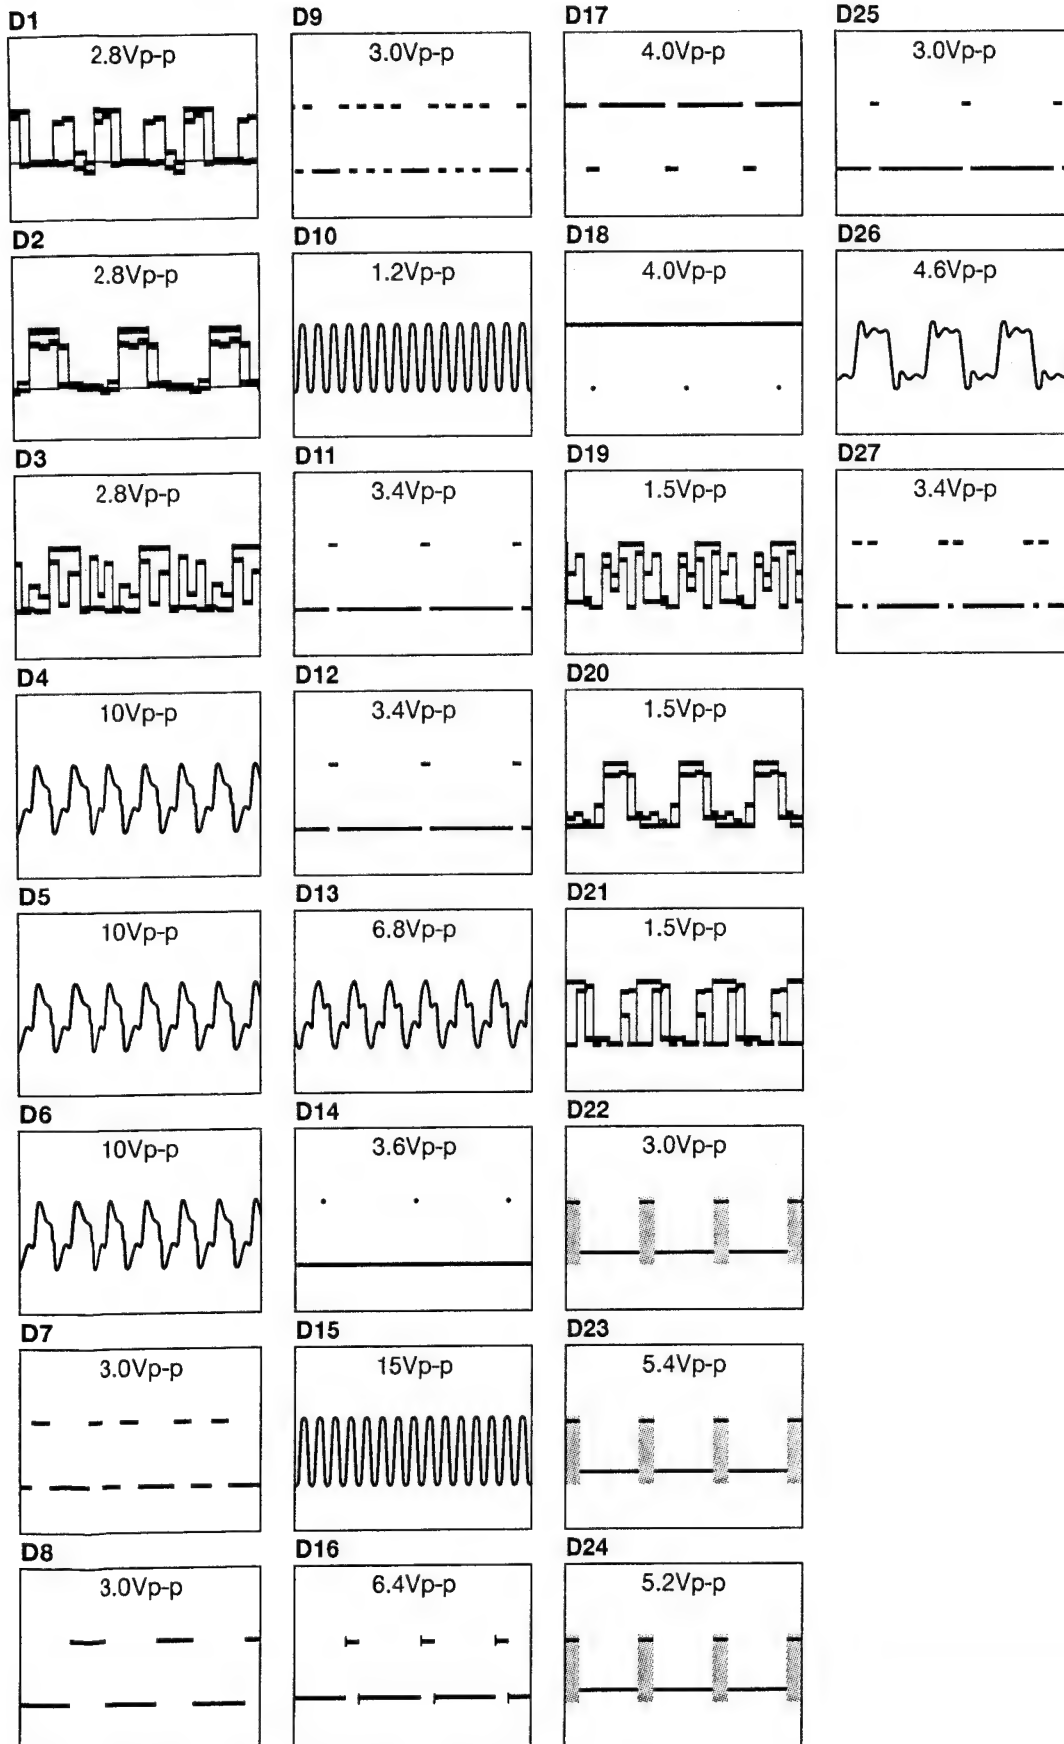 D1
2.8Vp-p
D2
2.8Vp-p
D3
2.8Vp-p
D4
10Vp-p
D5
10Vp-p
D6
10Vp-p
D7
3.0Vp-p
D8
3.0Vp-p
D9
3.0Vp-p
D10
1.2Vp-p
D11
3.4Vp-p
D12
3.4Vp-p
D13
6.8Vp-p
D14
3.6Vp-p
D15
15Vp-p
D16
6.4Vp-p
D17
4.0Vp-p
D18
4.0Vp-p
D19
1.5Vp-p
D20
1.5Vp-p
D21
1.5Vp-p
D22
3.0Vp-p
D23
5.4Vp-p
D24
5.2Vp-p
D25
3.0Vp-p
D26
4.6Vp-p
D27
3.4Vp-p